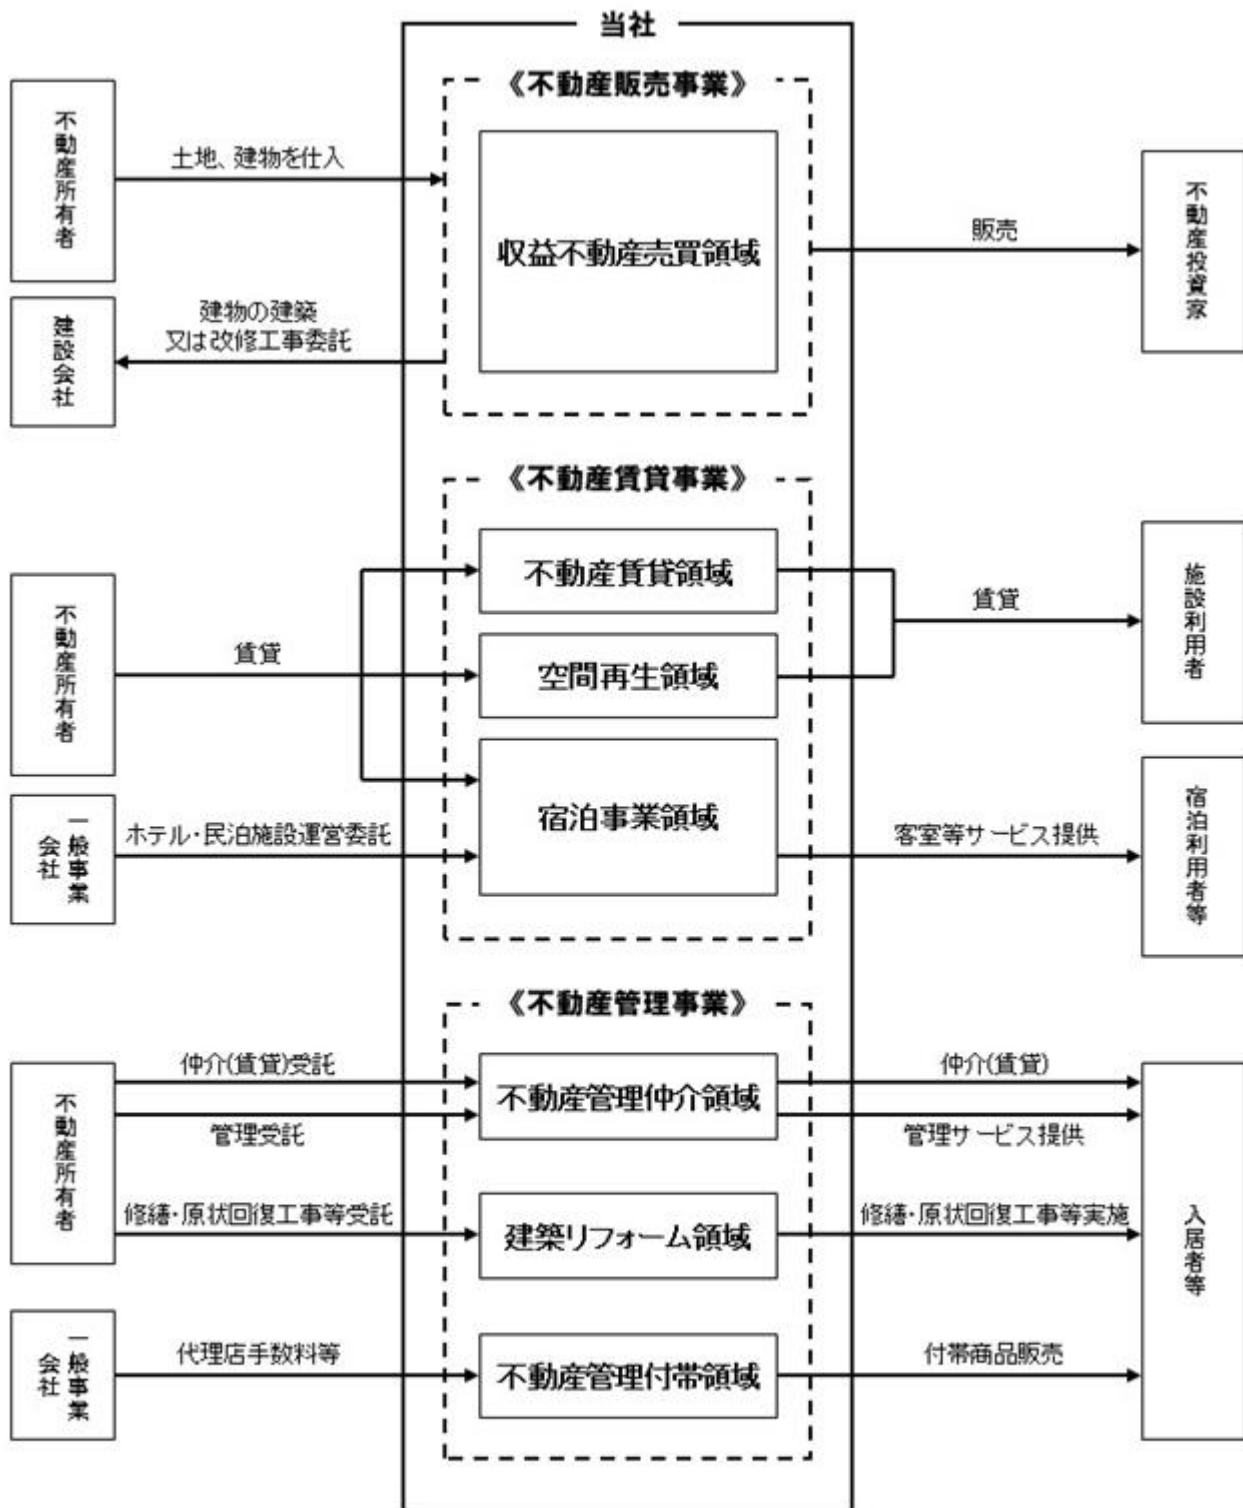 当社
《不動産販売事業》
不動産所有者
土地、建物を仕入
収益不動産売買領域
販売
不動産投資家
建設会社
建物の建築
又は改修工事委託
《不動産賃貸事業》
不動産所有者
賃貸
不動産賃貸領域
空間再生領域
賃貸
施設利用者
一般事業
会社
ホテル・民泊施設運営委託
宿泊事業領域
客室等サービス提供
宿泊利用者等
《不動産管理事業》
不動産所有者
仲介(賃貸)受託
管理受託
不動産管理仲介領域
仲介(賃貸)
管理サービス提供
修繕・原状回復工事等受託
建築リフォーム領域
修繕・原状回復工事等実施
入居者等
一般事業
会社
代理店手数料等
不動産管理付帯領域
付帯商品販売